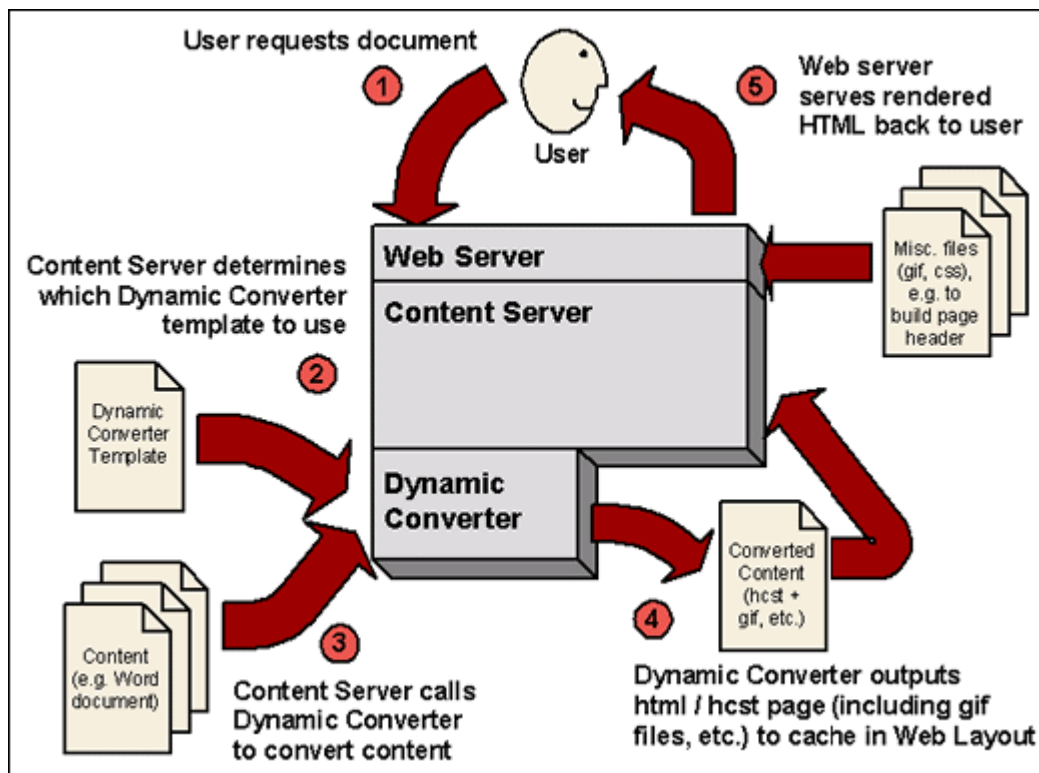 User requests document
1
User
5
Web server
serves rendered
HTML back to user
Content Server determines
which Dynamic Converter
template to use
2
Web Server
Content Server
Dynamic
Converter
Misc. files
(gif, css),
e.g. to
build page
header
Dynamic
Converter
Template
Content
(e.g. Word
document)
3
Content Server calls
Dynamic Converter
to convert content
4
Converted
Content
(hcst +
gif, etc.)
Dynamic Converter outputs
html / hcst page (including gif
files, etc.) to cache in Web Layout